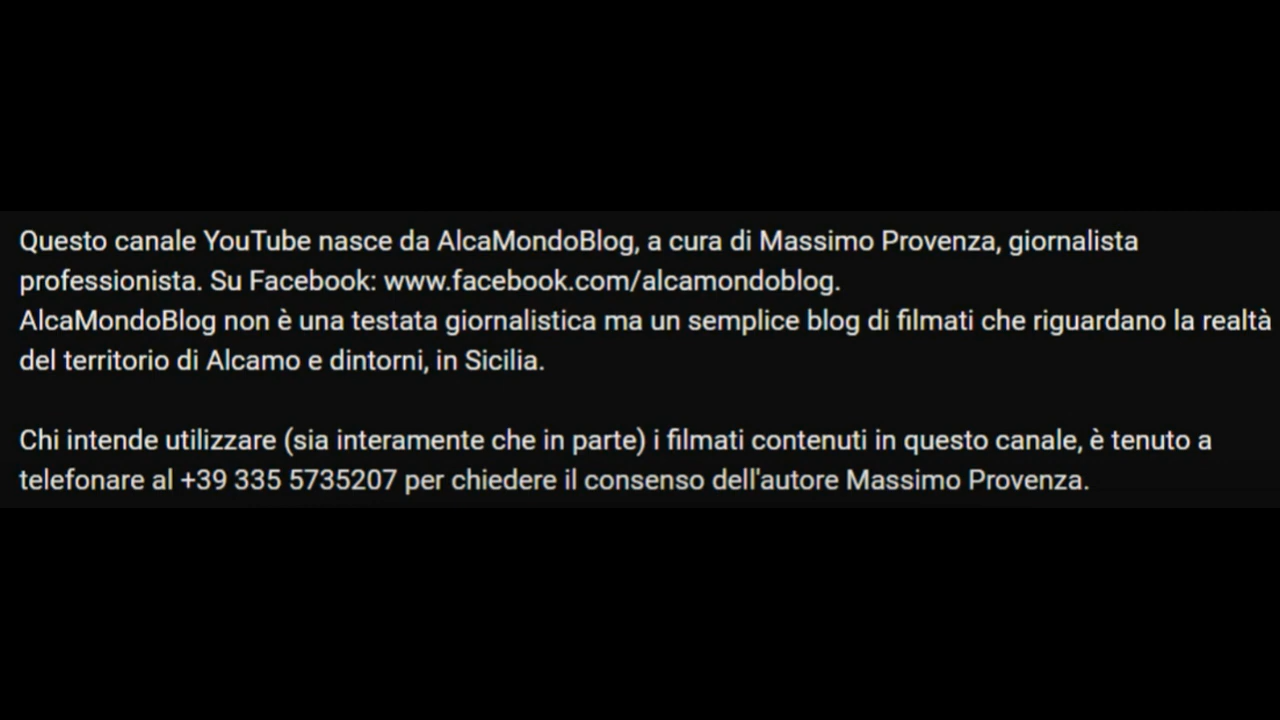 Questo canale YouTube nasce da AlcaMondoBlog, a cura di Massimo Provenza, giornalista
professionista. Su Facebook: www.facebook.com/alcamondoblog.
AlcaMondoBlog non è una testata giornalistica ma un semplice blog di filmati che riguardano la realtà
del territorio di Alcamo e dintorni, in Sicilia.
Chi intende utilizzare (sia interamente che in parte) i filmati contenuti in questo canale, è tenuto a
telefonare al +39 335 5735207 per chiedere il consenso dell'autore Massimo Provenza.